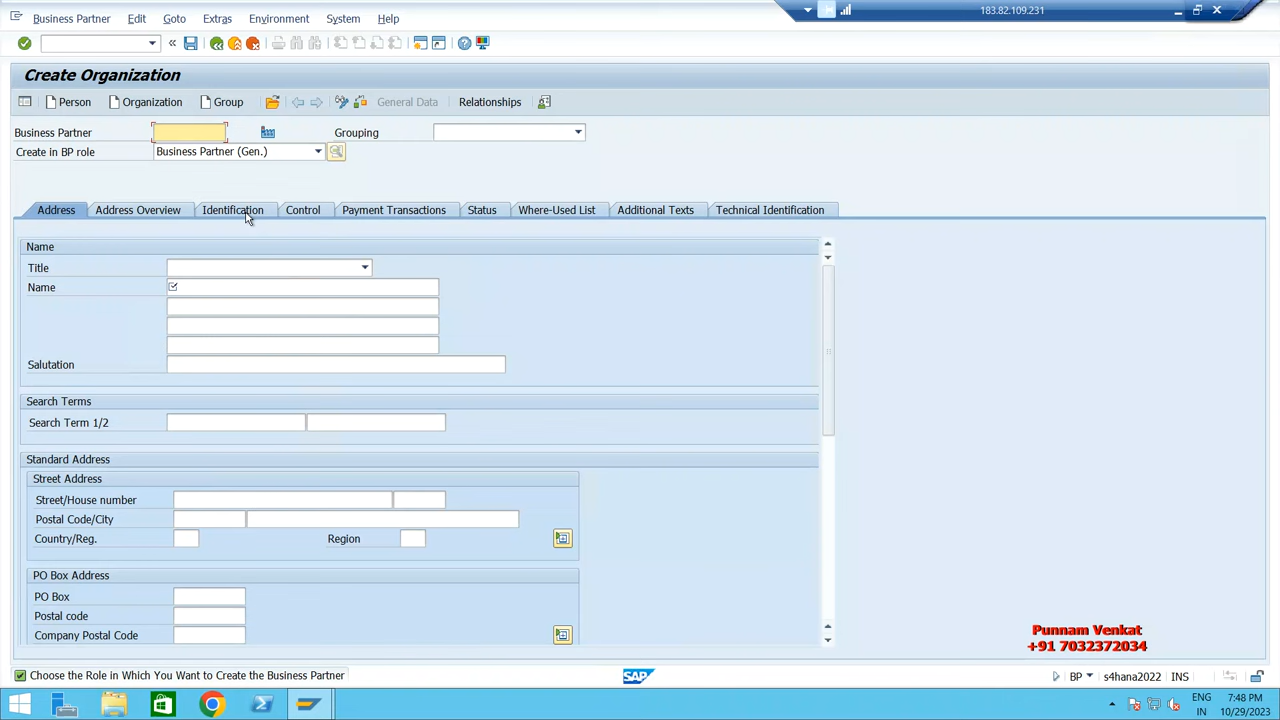 Business Partner Edit Goto Extras Environment System Help
183.82.109.231
Create Organization
Person Organization Group General Data Relationships
Business Partner Grouping
Create in BP role Business Partner (Gen.)
Address Address Overview Identification Control Payment Transactions Status Where-Used List Additional Texts Technical Identification
Name
Title
Name
Salutation
Search Terms
Search Term 1/2
Standard Address
Street Address
Street/House number
Postal Code/City
Country/Reg. Region
PO Box Address
PO Box
Postal code
Company Postal Code
Punnam Venkat
+91 7032372034
Choose the Role in Which You Want to Create the Business Partner SAP BP s4hana2022 INS
ENG 7:48 PM
IN 10/29/2023